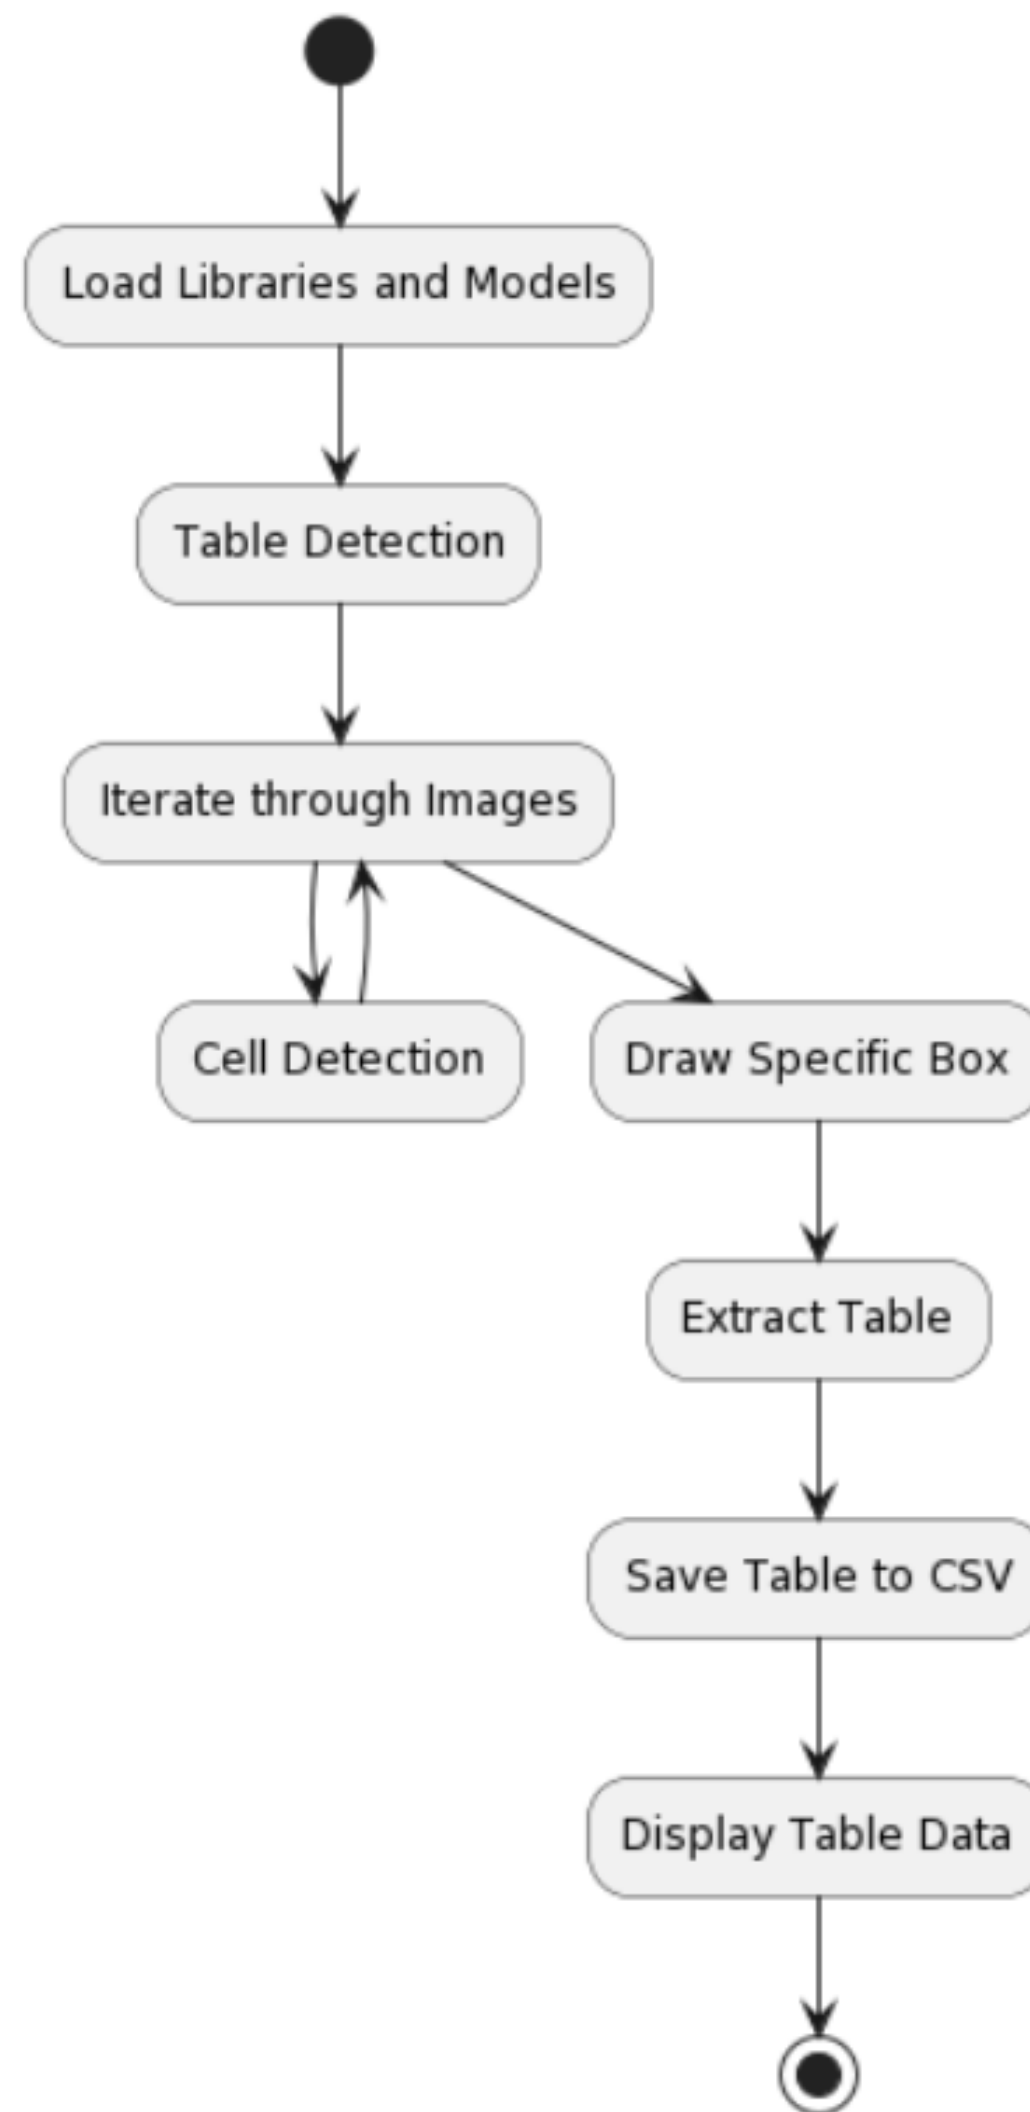 Load Libraries and Models
Table Detection
Iterate through Images
Cell Detection
Draw Specific Box
Extract Table
Save Table to CSV
Display Table Data